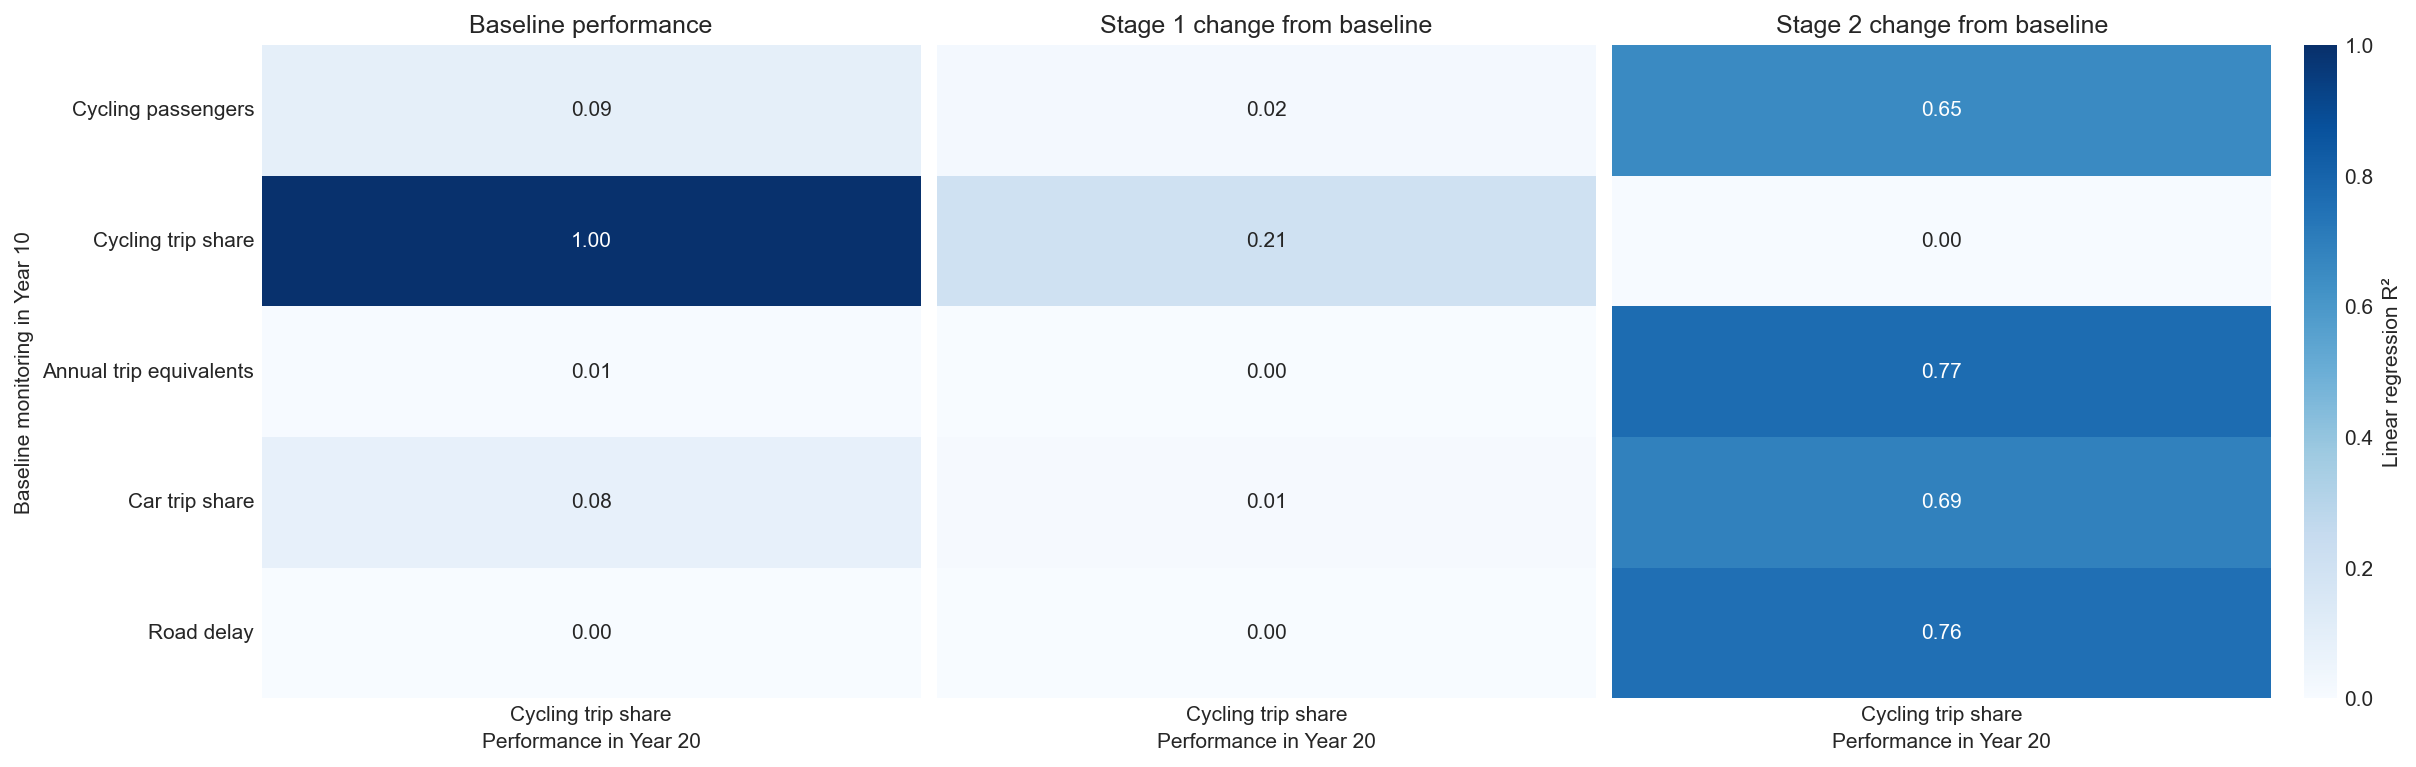 Baseline performance
Stage 1 change from baseline
Stage 2 change from baseline
Baseline monitoring in Year 10
Cycling passengers
0.09
0.02
0.65
Cycling trip share
1.00
0.21
0.00
Annual trip equivalents
0.01
0.00
0.77
Car trip share
0.08
0.01
0.69
Road delay
0.00
0.00
0.76
Cycling trip share
Performance in Year 20
Cycling trip share
Performance in Year 20
Cycling trip share
Performance in Year 20
1.0
0.8
0.6
0.4
0.2
0.0
Linear regression R²